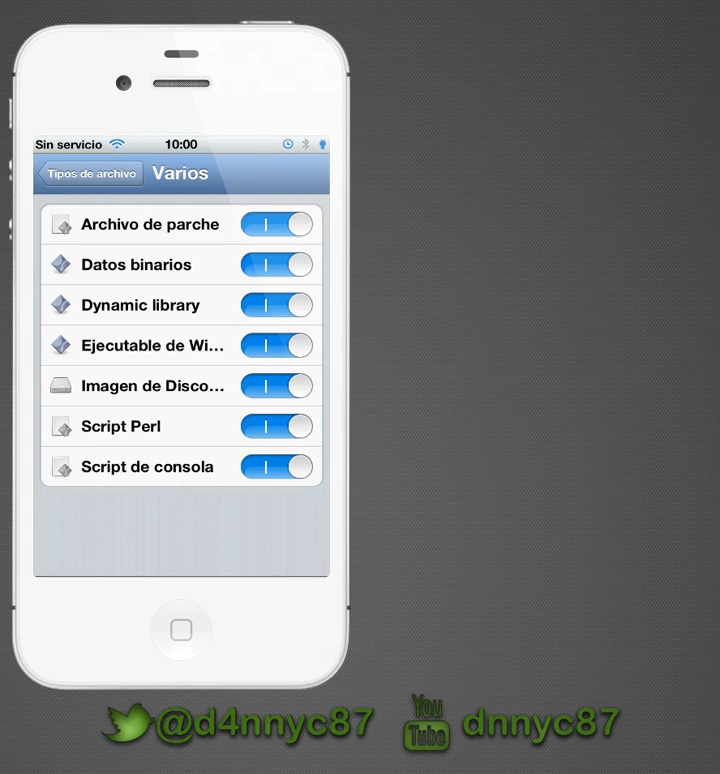 Sin servicio 10:00
Tipos de archivo Varios
Archivo de parche
Datos binarios
Dynamic library
Ejecutable de Wi...
Imagen de Disco...
Script Perl
Script de consola
@d4nnyc87 You Tube dnnyc87